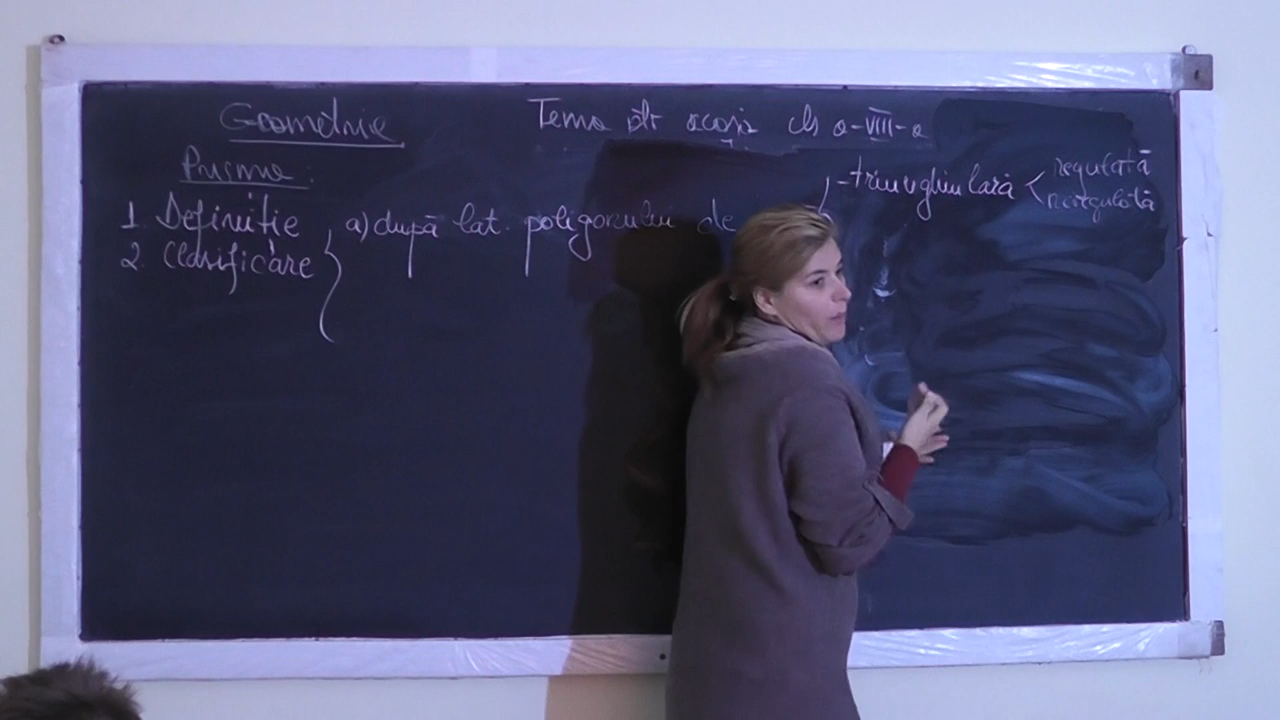 Geometrie
Tema ptr acasă cls a-VIII-a
Prisma:
-triunghiulară < regulată
neregulată
1. Definiție
a) după lat. poligonului de
2. Clasificare